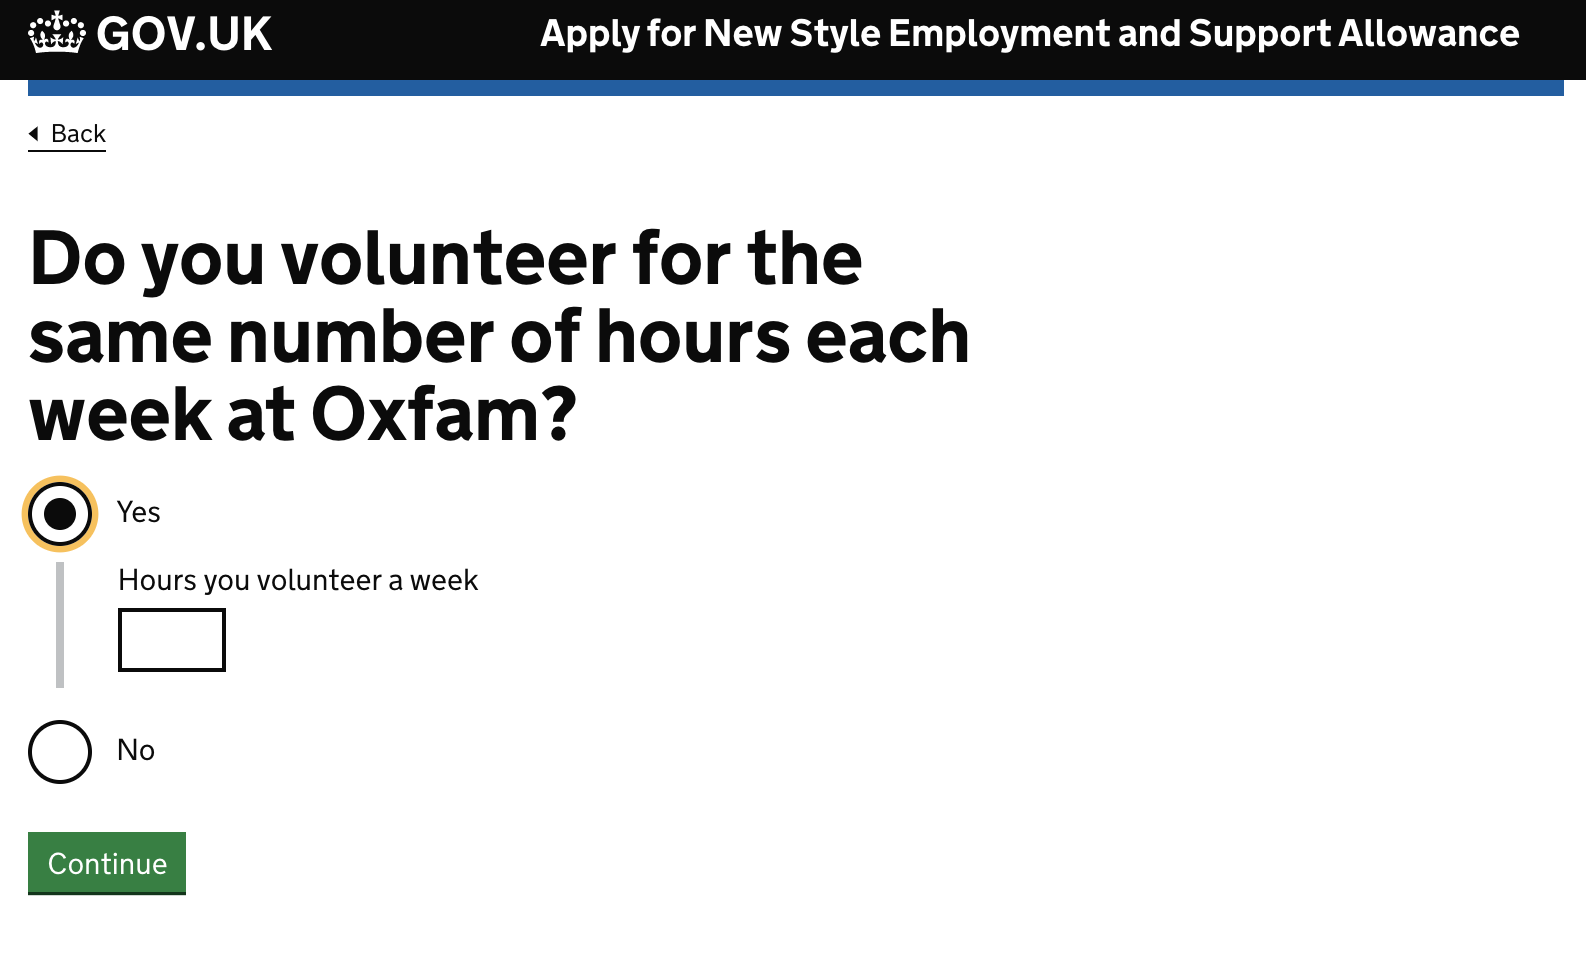 GOV.UK
Apply for New Style Employment and Support Allowance
Back
Do you volunteer for the
same number of hours each
week at Oxfam?
Yes
Hours you volunteer a week
No
Continue